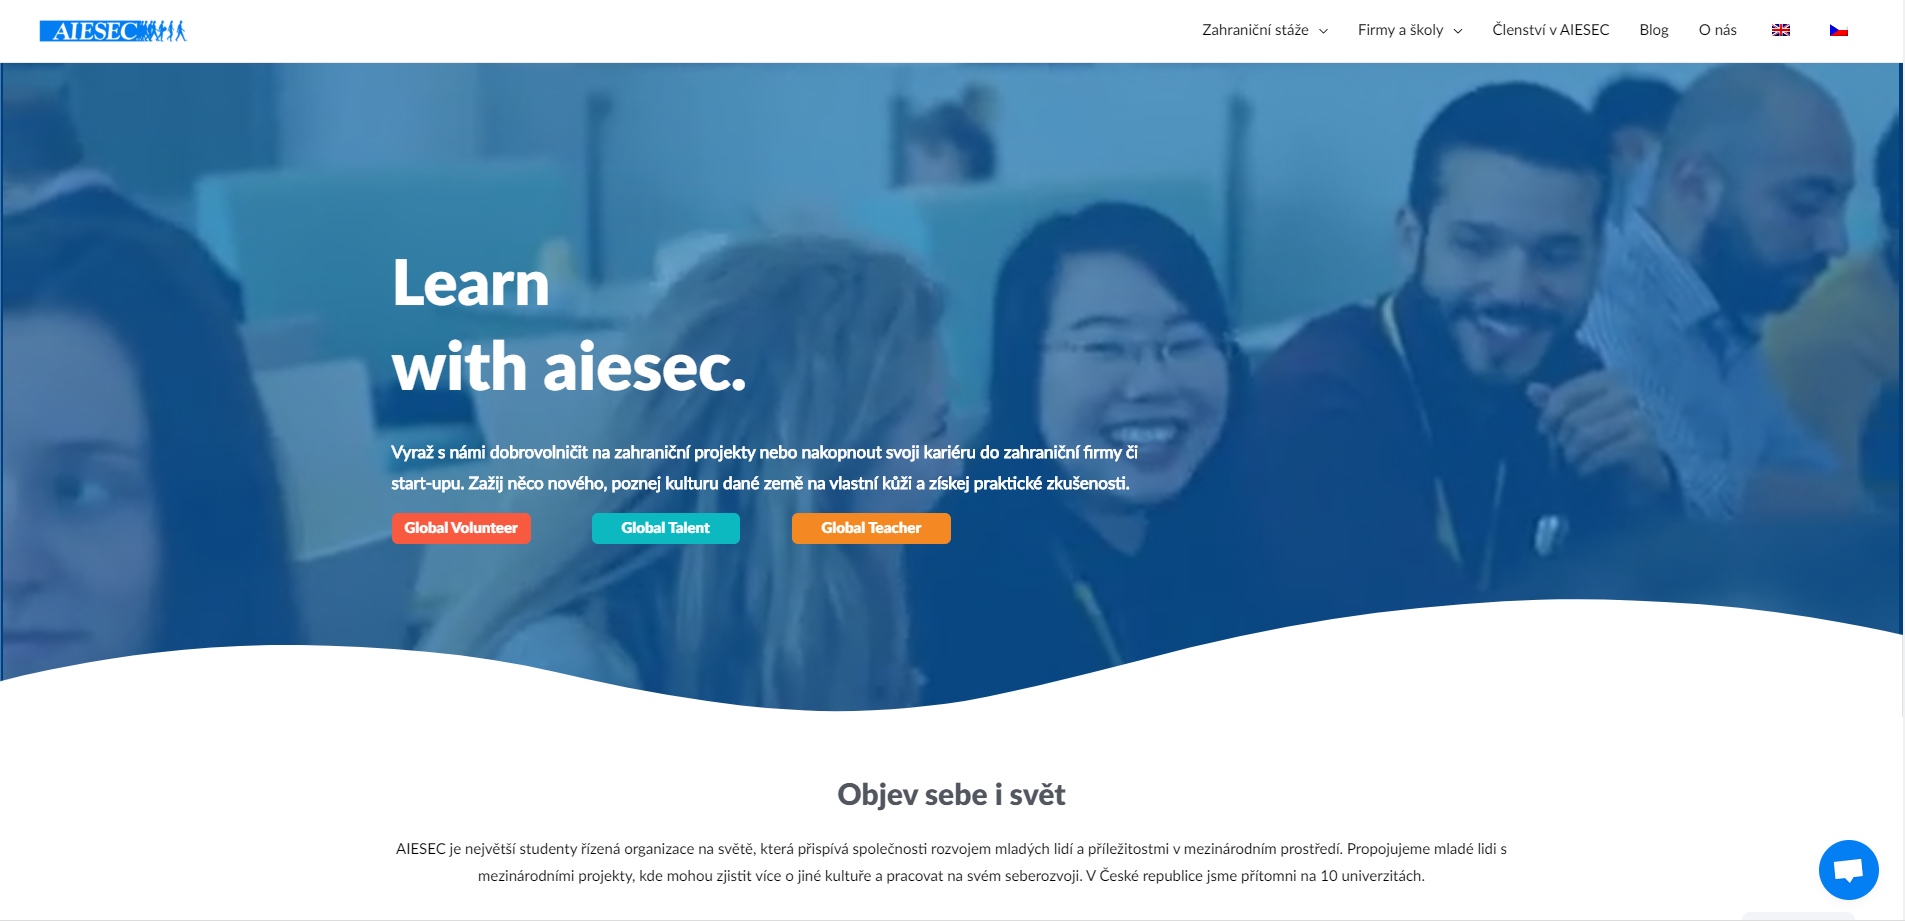 AIESEC
Zahraniční stáže
Firmy a školy
Členství v AIESEC
Blog
O nás
Learn
with aiesec.
Vyraž s námi dobrovolničit na zahraniční projekty nebo nakopnout svoji kariéru do zahraniční firmy či
start-upu. Zažij něco nového, poznej kulturu dané země na vlastní kůži a získej praktické zkušenosti.
Global Volunteer
Global Talent
Global Teacher
Objev sebe i svět
AIESEC je největší studenty řízená organizace na světě, která přispívá společnosti rozvojem mladých lidí a příležitostmi v mezinárodním prostředí. Propojujeme mladé lidi s
mezinárodními projekty, kde mohou zjistit více o jiné kultuře a pracovat na svém seberozvoji. V České republice jsme přítomni na 10 univerzitách.